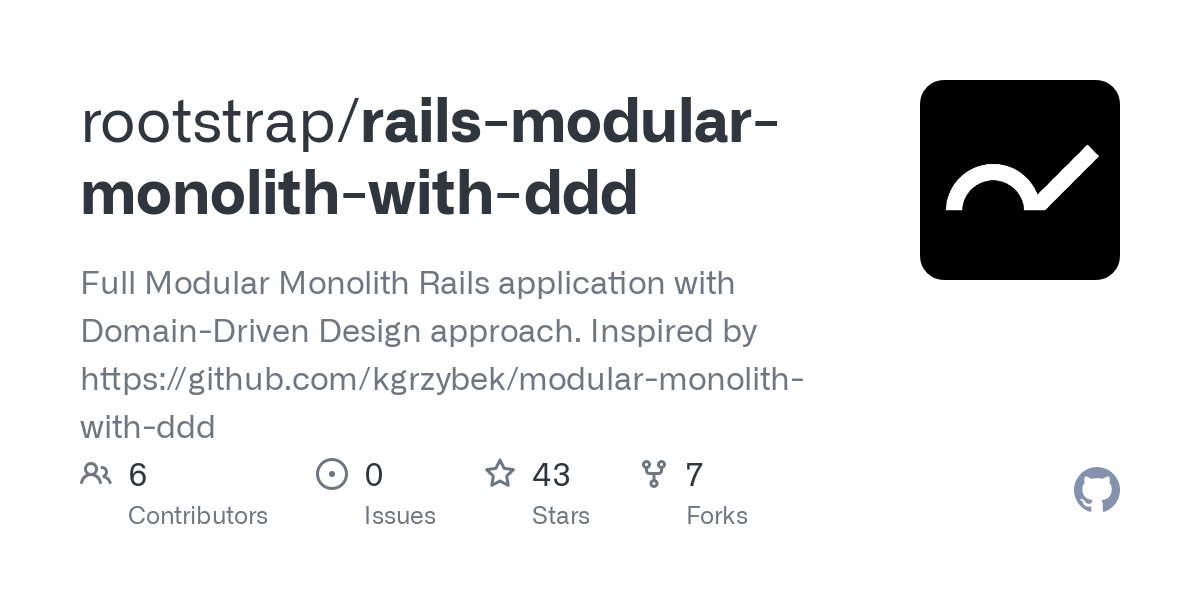 rootstrap/rails-modular-
monolith-with-ddd
Full Modular Monolith Rails application with
Domain-Driven Design approach. Inspired by
https://github.com/kgrzybek/modular-monolith-
with-ddd
6 0 43 7
Contributors Issues Stars Forks